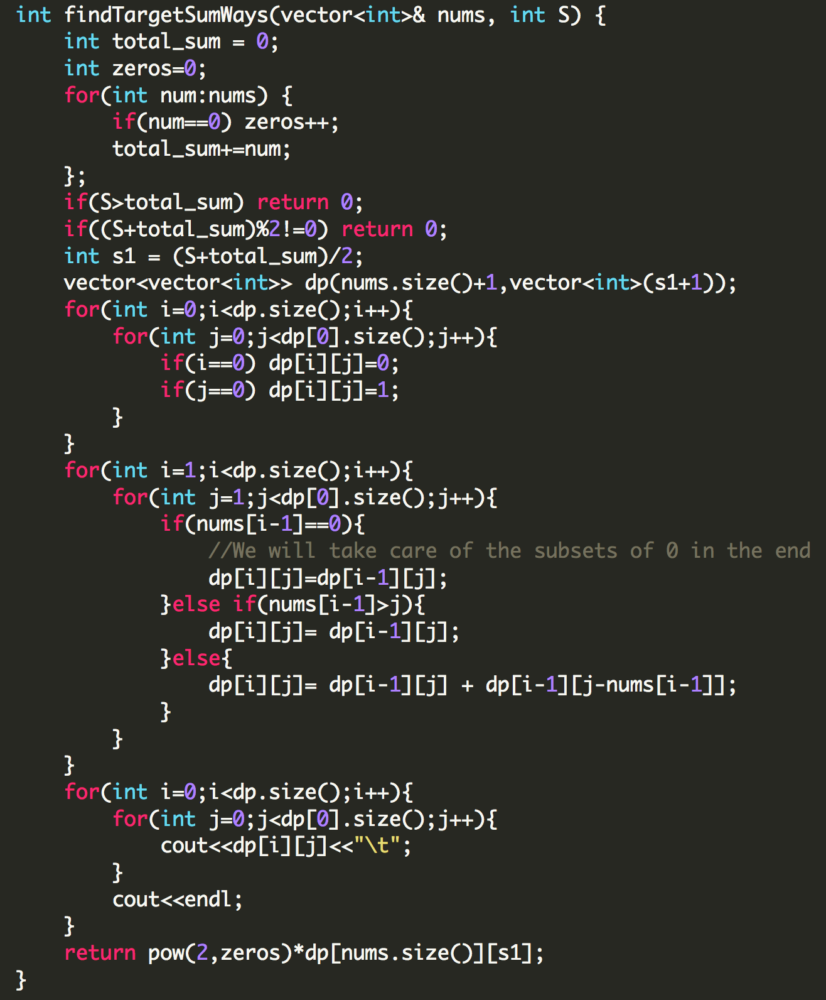 int findTargetSumWays(vector<int>& nums, int S) {
    int total_sum = 0;
    int zeros=0;
    for(int num:nums) {
        if(num==0) zeros++;
        total_sum+=num;
    };
    if(S>total_sum) return 0;
    if((S+total_sum)%2!=0) return 0;
    int s1 = (S+total_sum)/2;
    vector<vector<int>> dp(nums.size()+1,vector<int>(s1+1));
    for(int i=0;i<dp.size();i++){
        for(int j=0;j<dp[0].size();j++){
            if(i==0) dp[i][j]=0;
            if(j==0) dp[i][j]=1;
        }
    }
    for(int i=1;i<dp.size();i++){
        for(int j=1;j<dp[0].size();j++){
            if(nums[i-1]==0){
                //We will take care of the subsets of 0 in the end
                dp[i][j]=dp[i-1][j];
            }else if(nums[i-1]>j){
                dp[i][j]= dp[i-1][j];
            }else{
                dp[i][j]= dp[i-1][j] + dp[i-1][j-nums[i-1]];
            }
        }
    }
    for(int i=0;i<dp.size();i++){
        for(int j=0;j<dp[0].size();j++){
            cout<<dp[i][j]<<"\t";
        }
        cout<<endl;
    }
    return pow(2,zeros)*dp[nums.size()][s1];
}